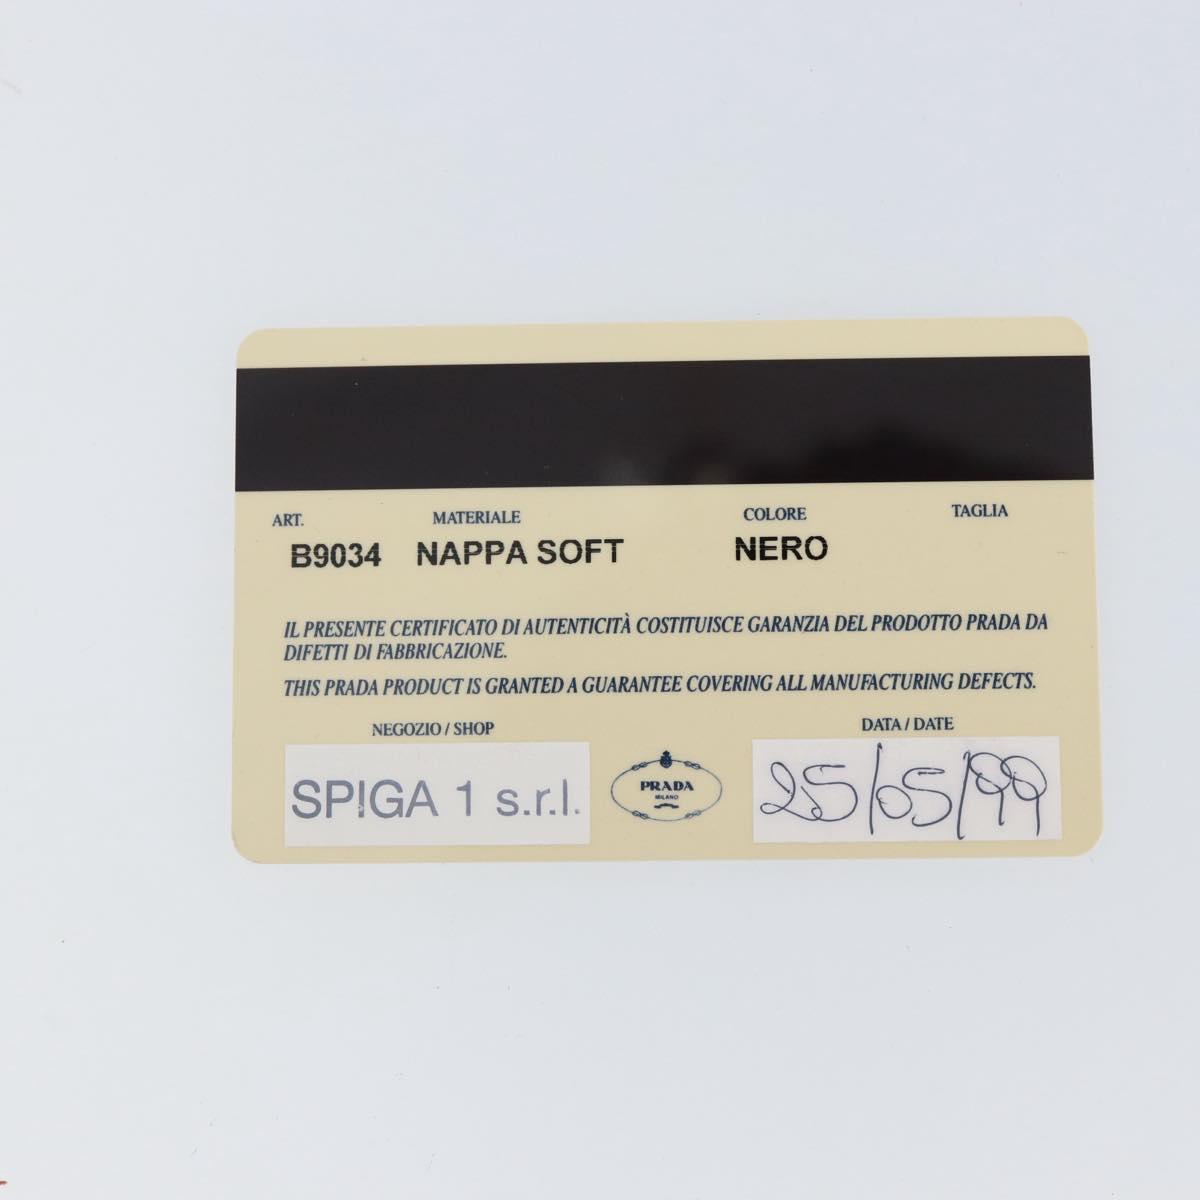 ART. MATERIALE COLORE TAGLIA
B9034 NAPPA SOFT NERO
IL PRESENTE CERTIFICATO DI AUTENTICITÀ COSTITUISCE GARANZIA DEL PRODOTTO PRADA DA
DIFETTI DI FABBRICAZIONE.
THIS PRADA PRODUCT IS GRANTED A GUARANTEE COVERING ALL MANUFACTURING DEFECTS.
NEGOZIO / SHOP DATA / DATE
SPIGA 1 s.r.l. PRADA 25/05/99
MILANO